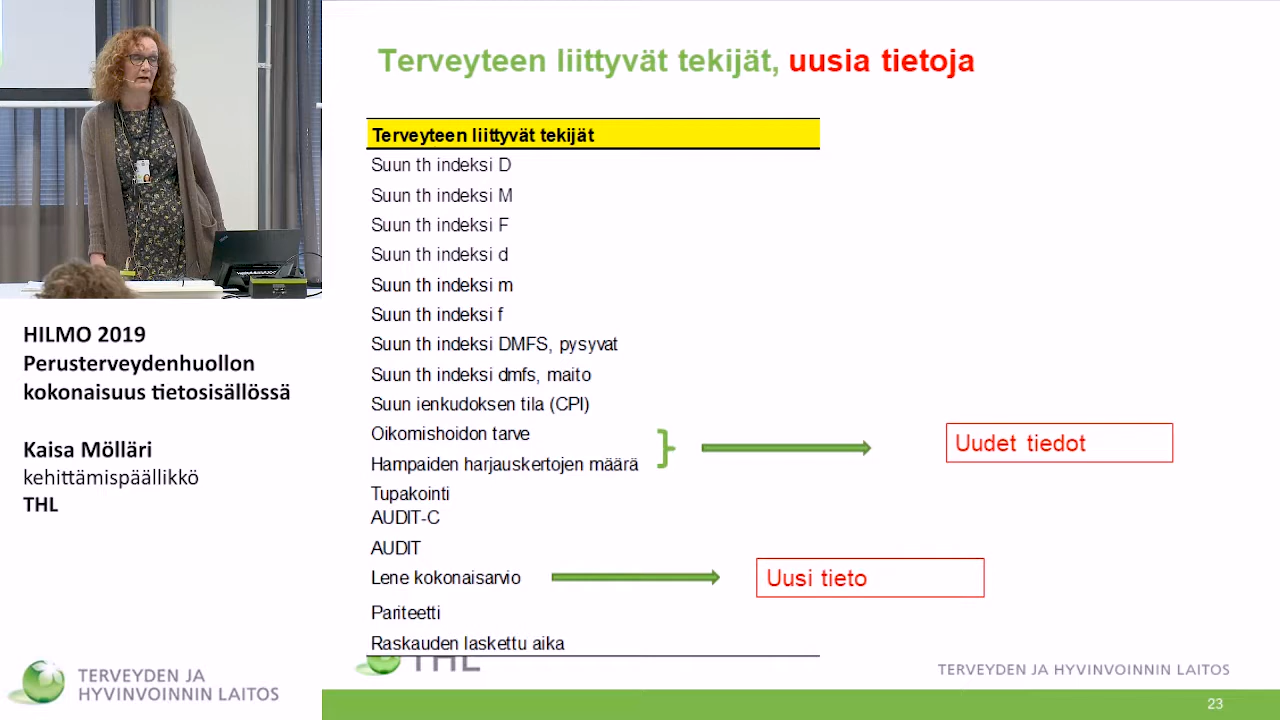 HILMO 2019
Perusterveydenhuollon
kokonaisuus tietosisällössä
Kaisa Mölläri
kehittämispäällikkö
THL
TERVEYDEN JA
HYVINVOINNIN LAITOS
Terveyteen liittyvät tekijät, uusia tietoja
Terveyteen liittyvät tekijät
Suun th indeksi D
Suun th indeksi M
Suun th indeksi F
Suun th indeksi d
Suun th indeksi m
Suun th indeksi f
Suun th indeksi DMFS, pysyvat
Suun th indeksi dmfs, maito
Suun ienkudoksen tila (CPI)
Oikomishoidon tarve
Hampaiden harjauskertojen määrä
Uudet tiedot
Tupakointi
AUDIT-C
AUDIT
Lene kokonaisarvio
Uusi tieto
Pariteetti
Raskauden laskettu aika
THL
TERVEYDEN JA HYVINVOINNIN LAITOS
23